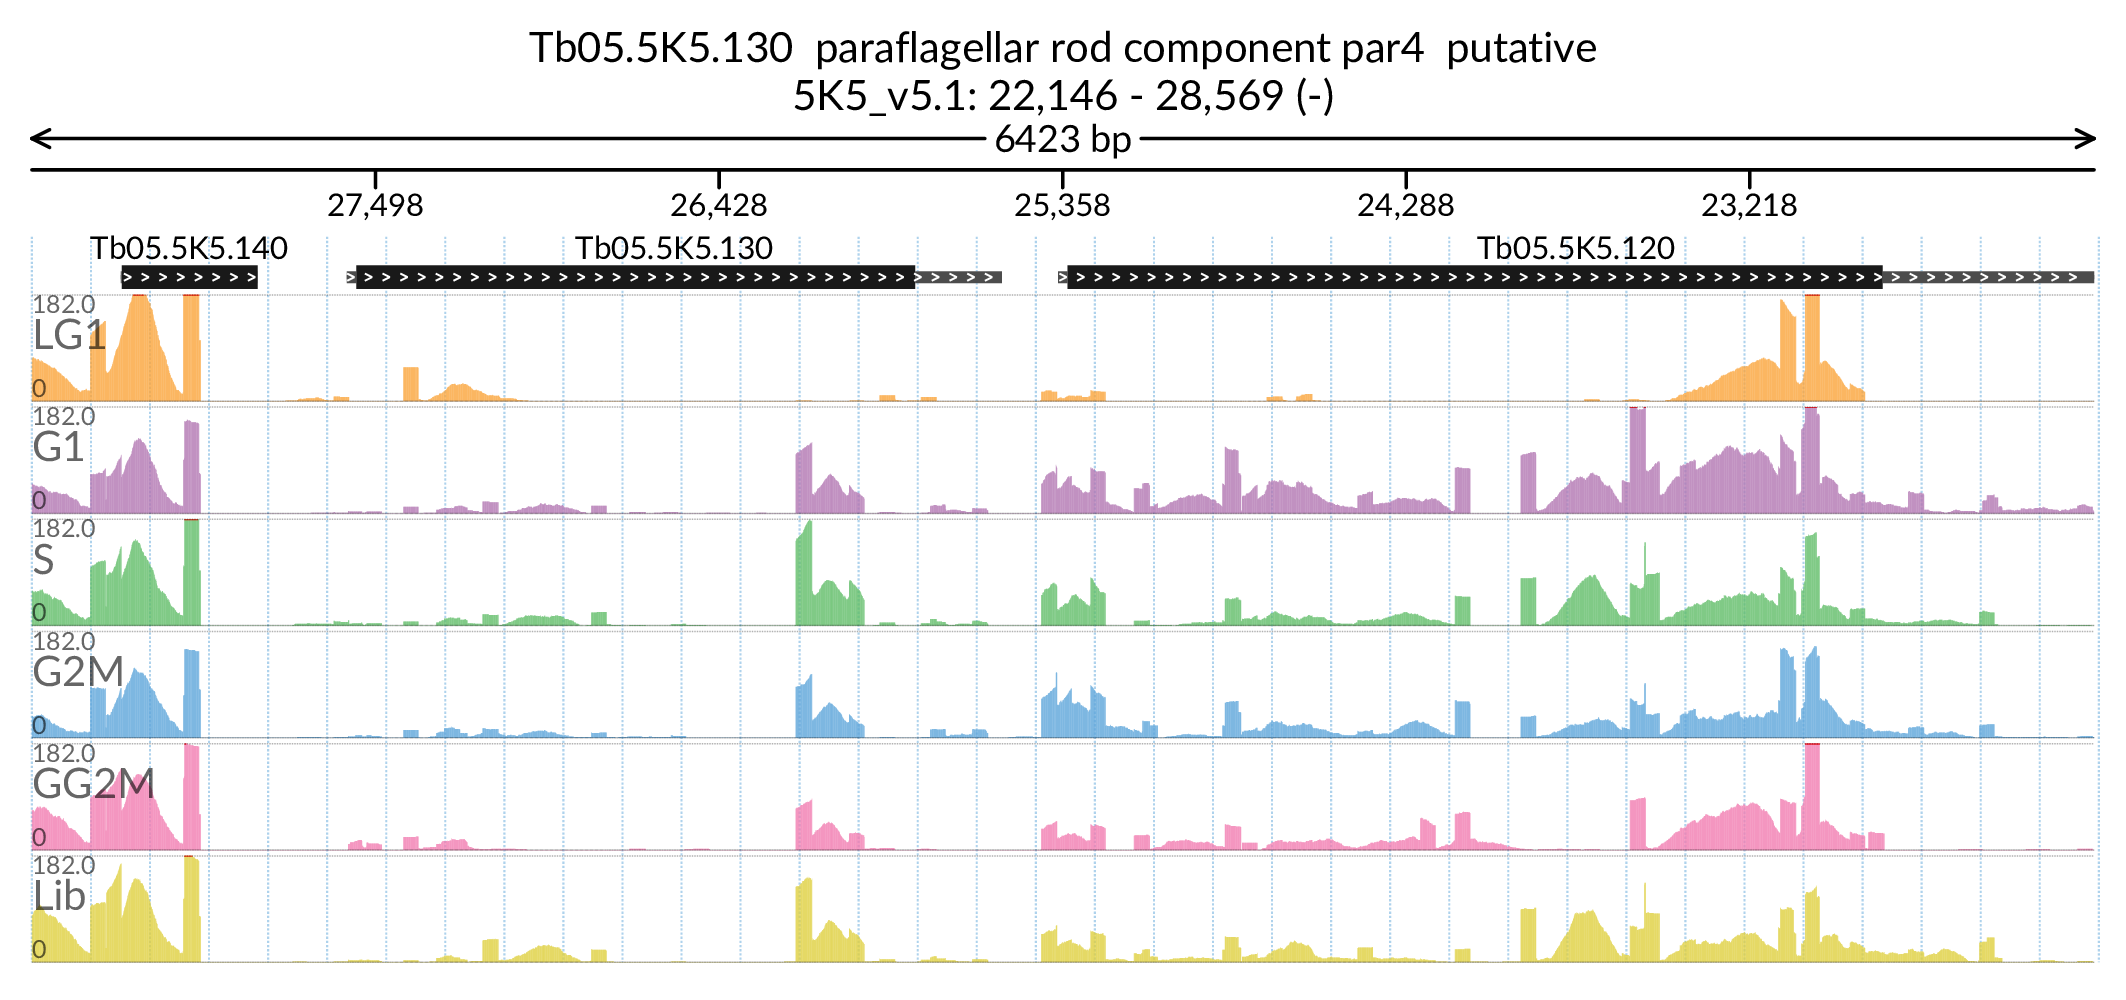 Tb05.5K5.130 paraflagellar rod component par4 putative
5K5_v5.1: 22,146 - 28,569 (-)
6423 bp
27,498 26,428 25,358 24,288 23,218
Tb05.5K5.140 Tb05.5K5.130 Tb05.5K5.120
182.0
LG1
0
182.0
G1
0
182.0
S
0
182.0
G2M
0
182.0
GG2M
0
182.0
Lib
0